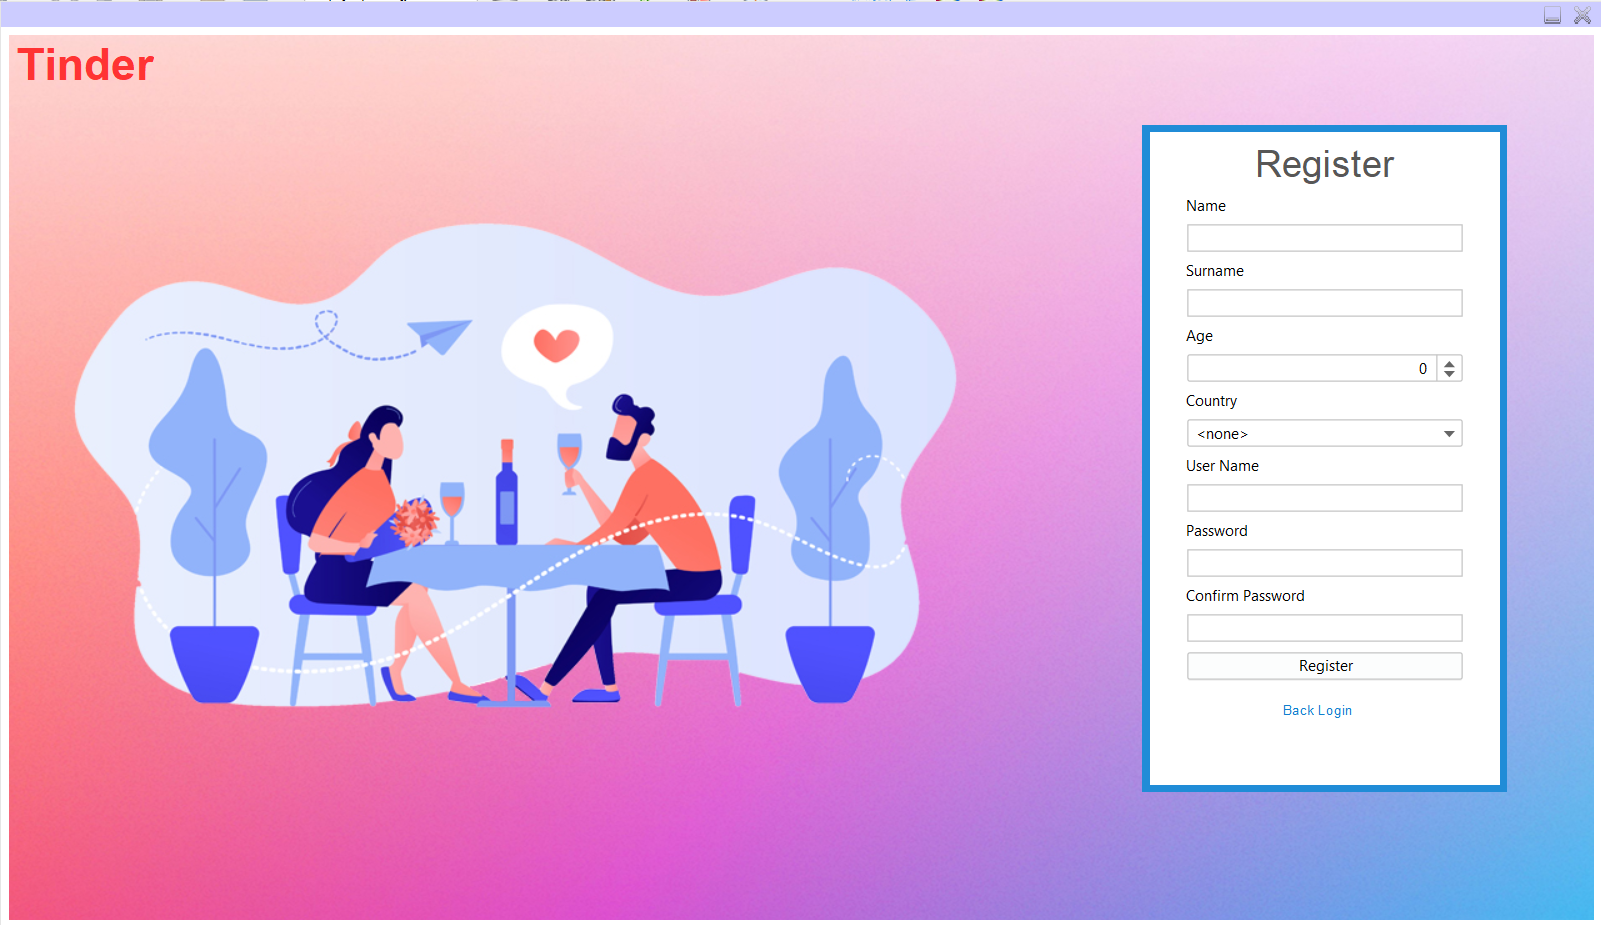 Tinder
Register
Name
Surname
Age
0
Country
<none>
User Name
Password
Confirm Password
Register
Back Login